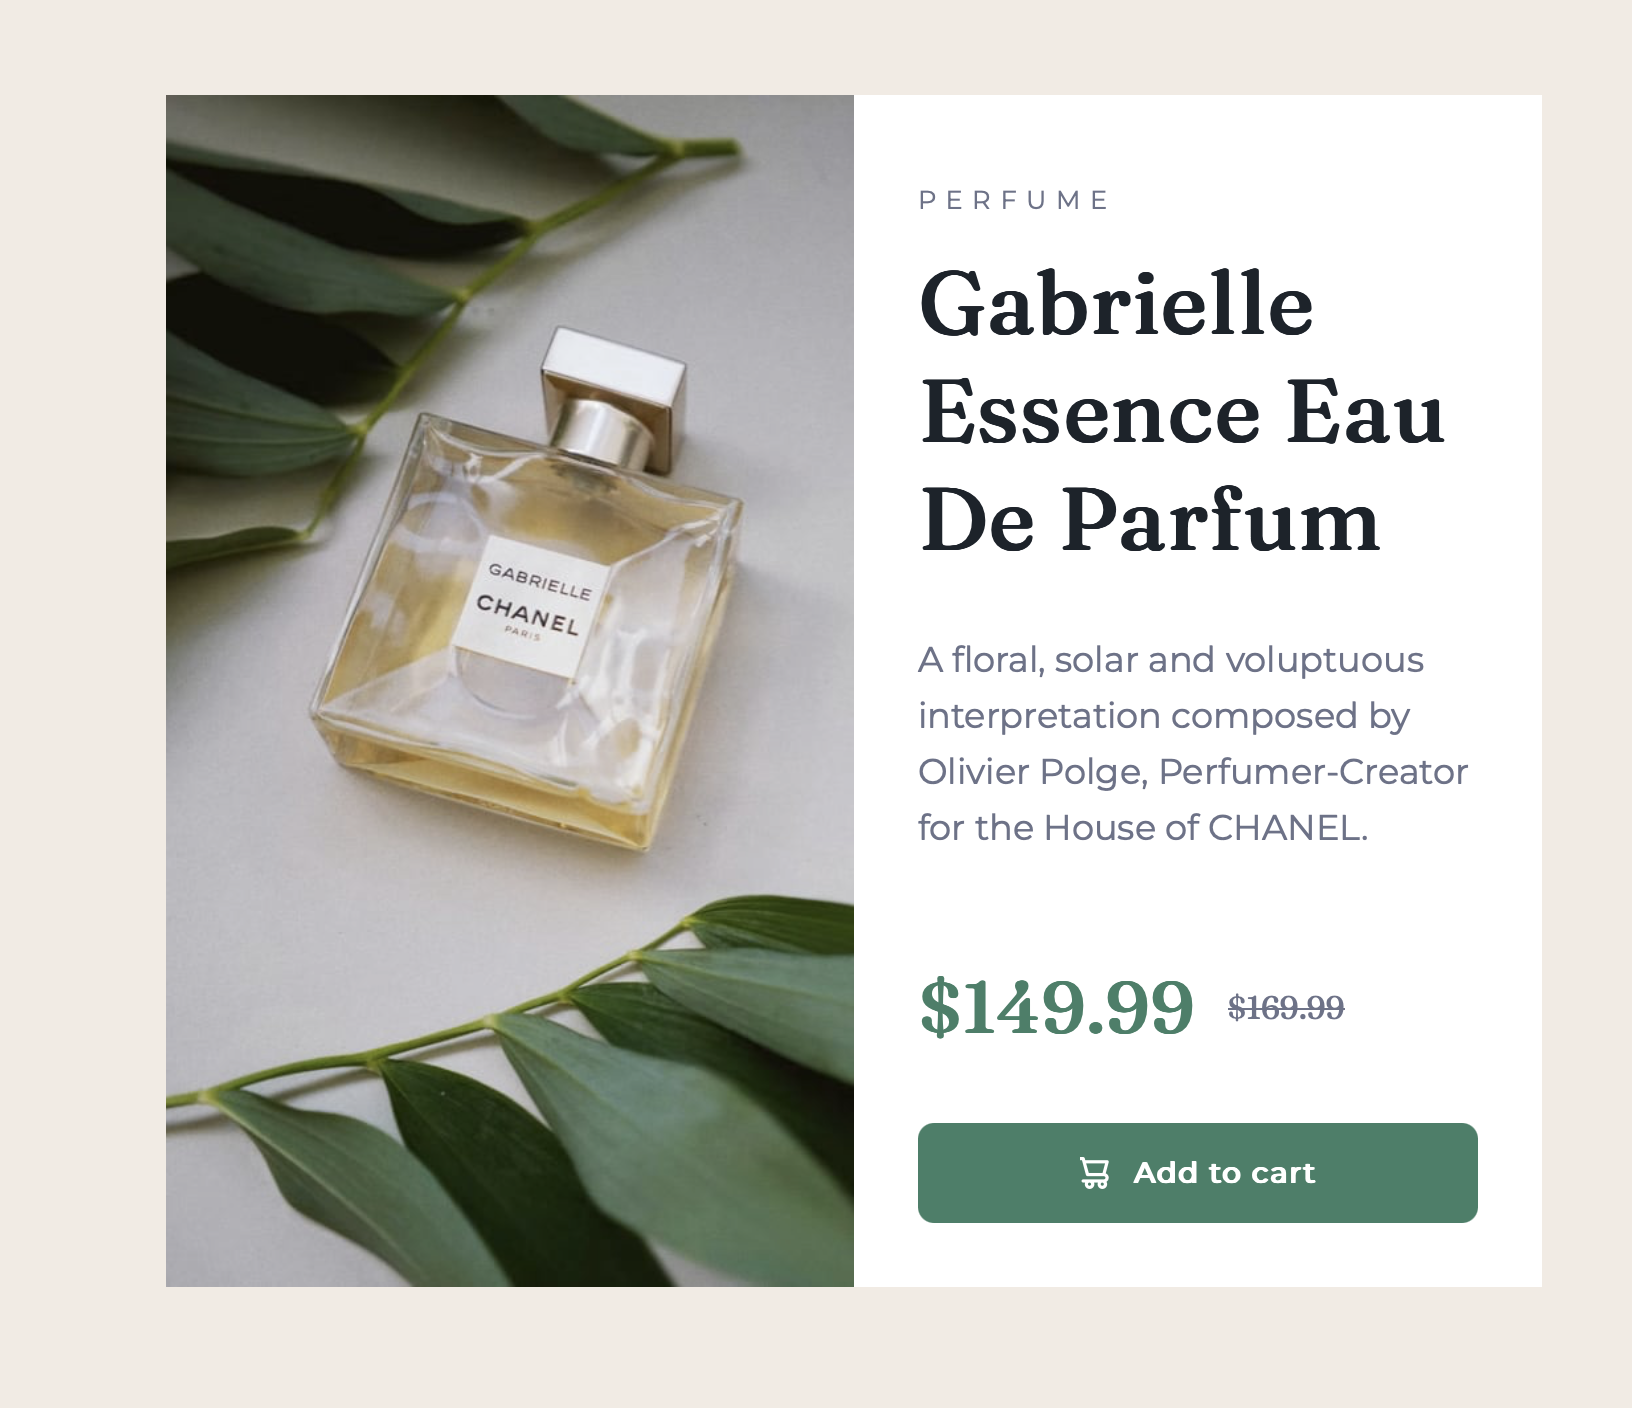 GABRIELLE
CHANEL
PARIS
PERFUME
Gabrielle
Essence Eau
De Parfum
A floral, solar and voluptuous
interpretation composed by
Olivier Polge, Perfumer-Creator
for the House of CHANEL.
$149.99 $169.99
Add to cart